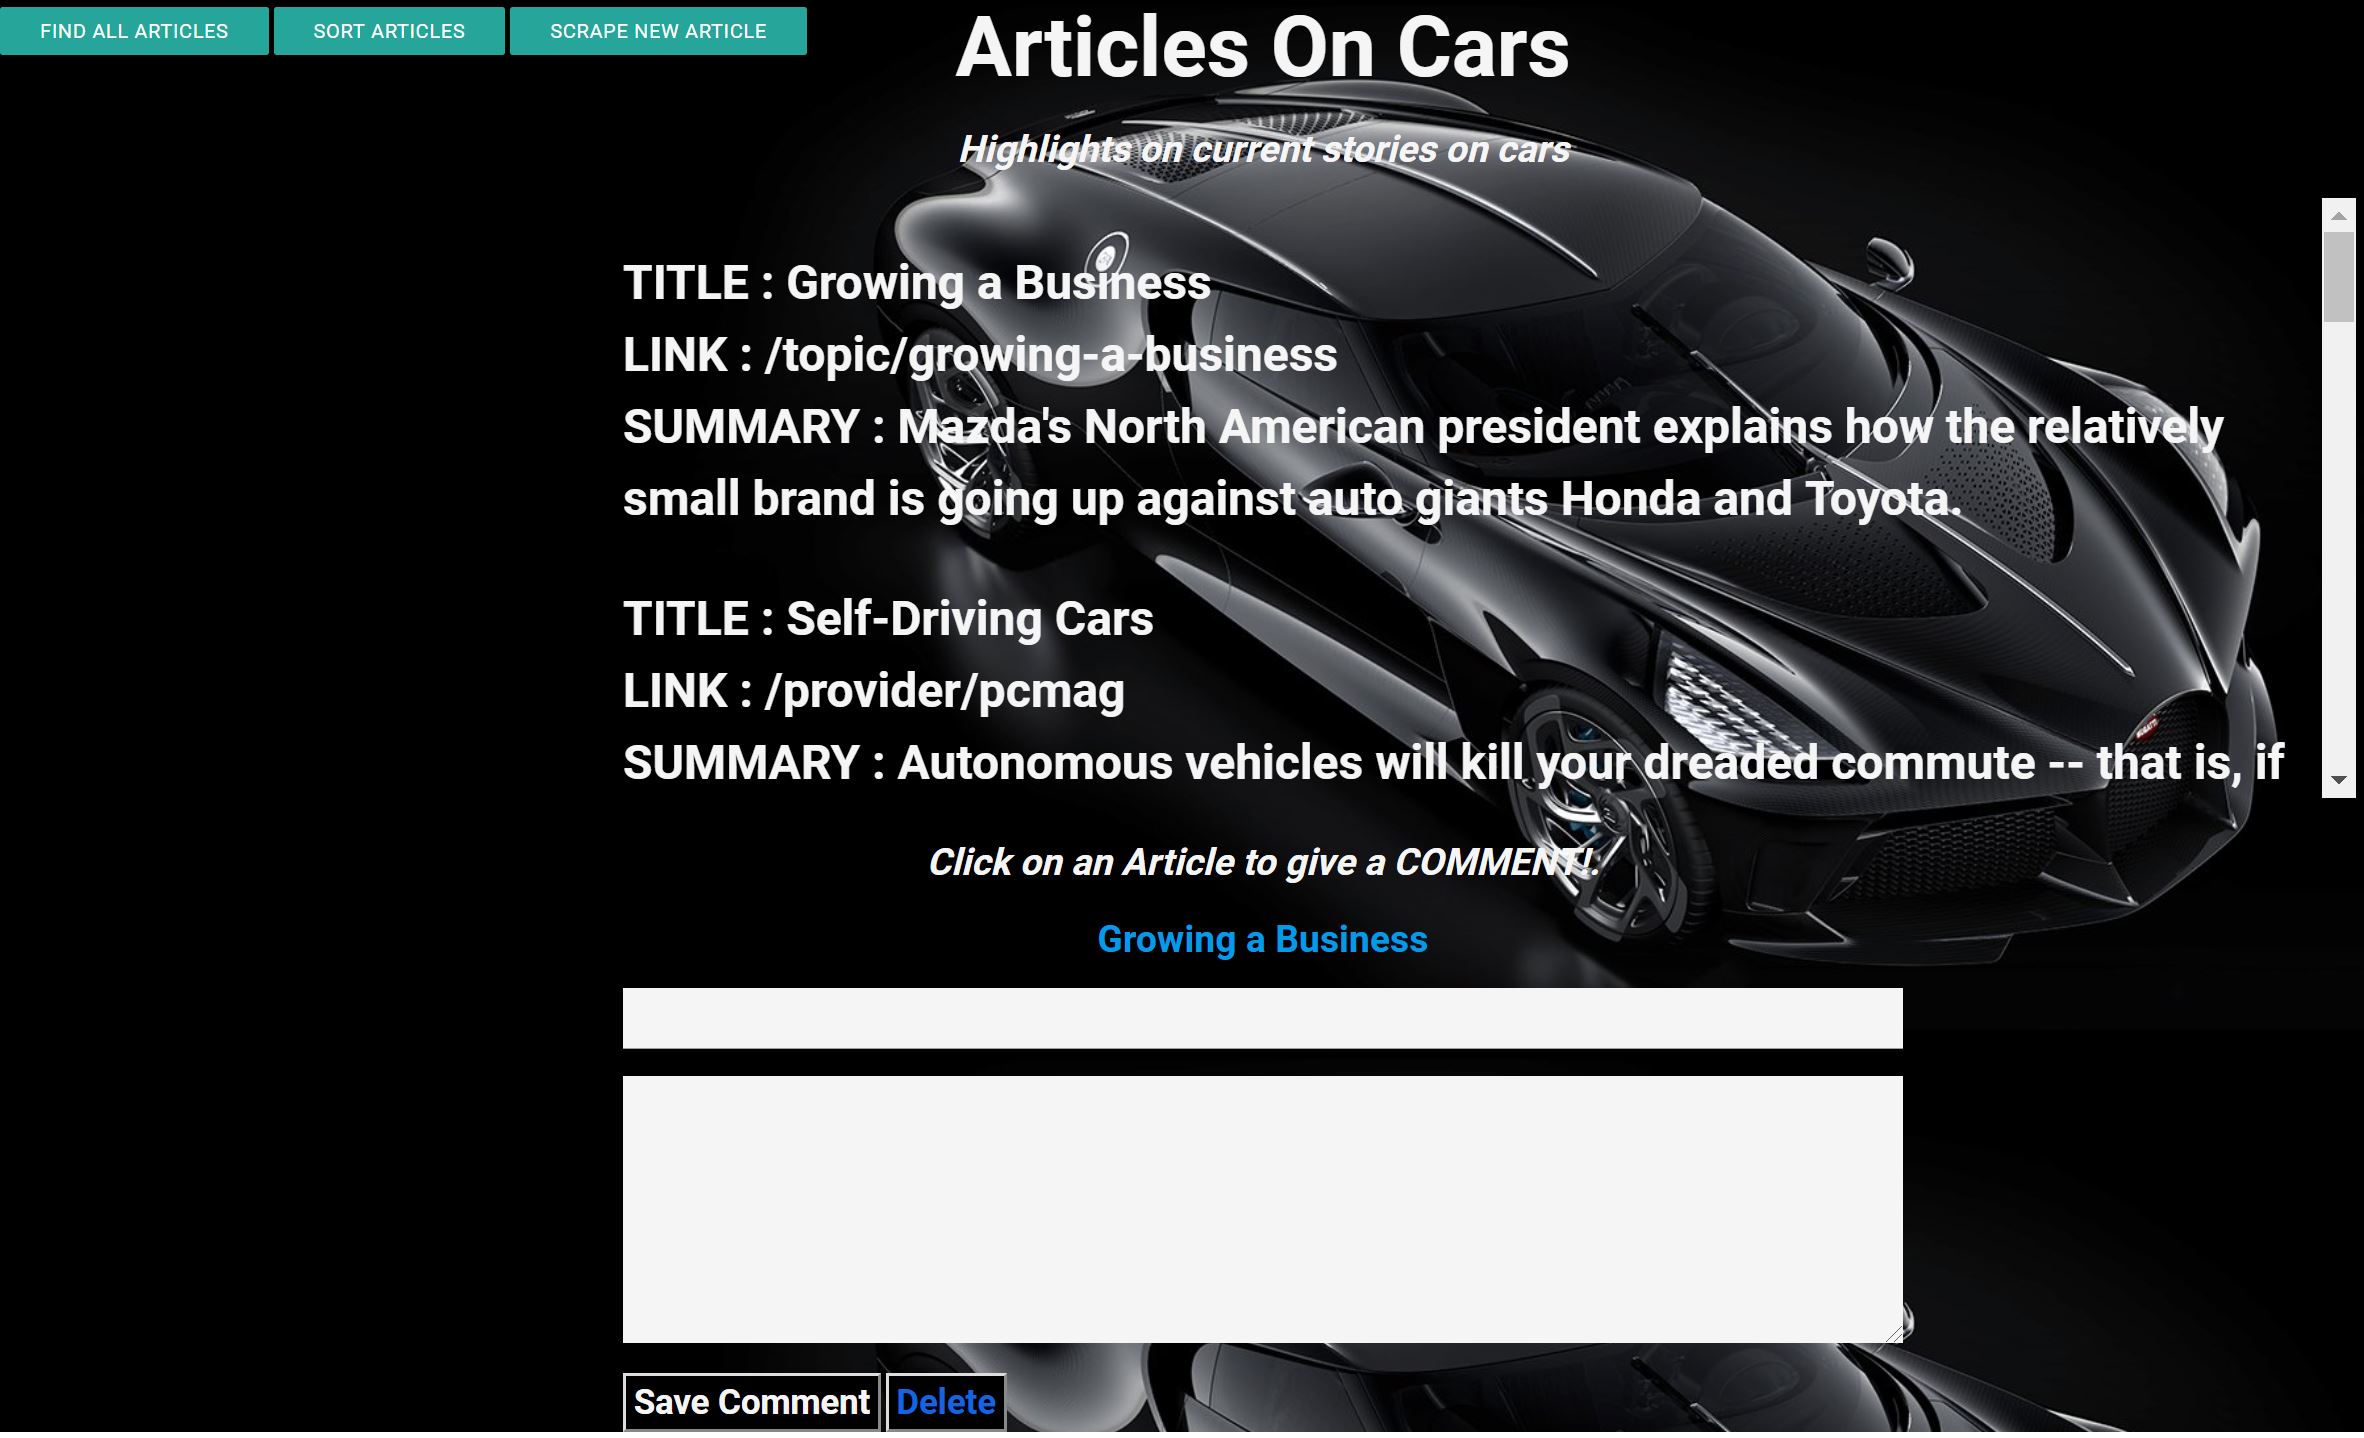 FIND ALL ARTICLES
SORT ARTICLES
SCRAPE NEW ARTICLE
Articles On Cars
Highlights on current stories on cars
TITLE : Growing a Business
LINK : /topic/growing-a-business
SUMMARY : Mazda's North American president explains how the relatively
small brand is going up against auto giants Honda and Toyota.
TITLE : Self-Driving Cars
LINK : /provider/pcmag
SUMMARY : Autonomous vehicles will kill your dreaded commute -- that is, if
Click on an Article to give a COMMENT!.
Growing a Business
Save Comment
Delete